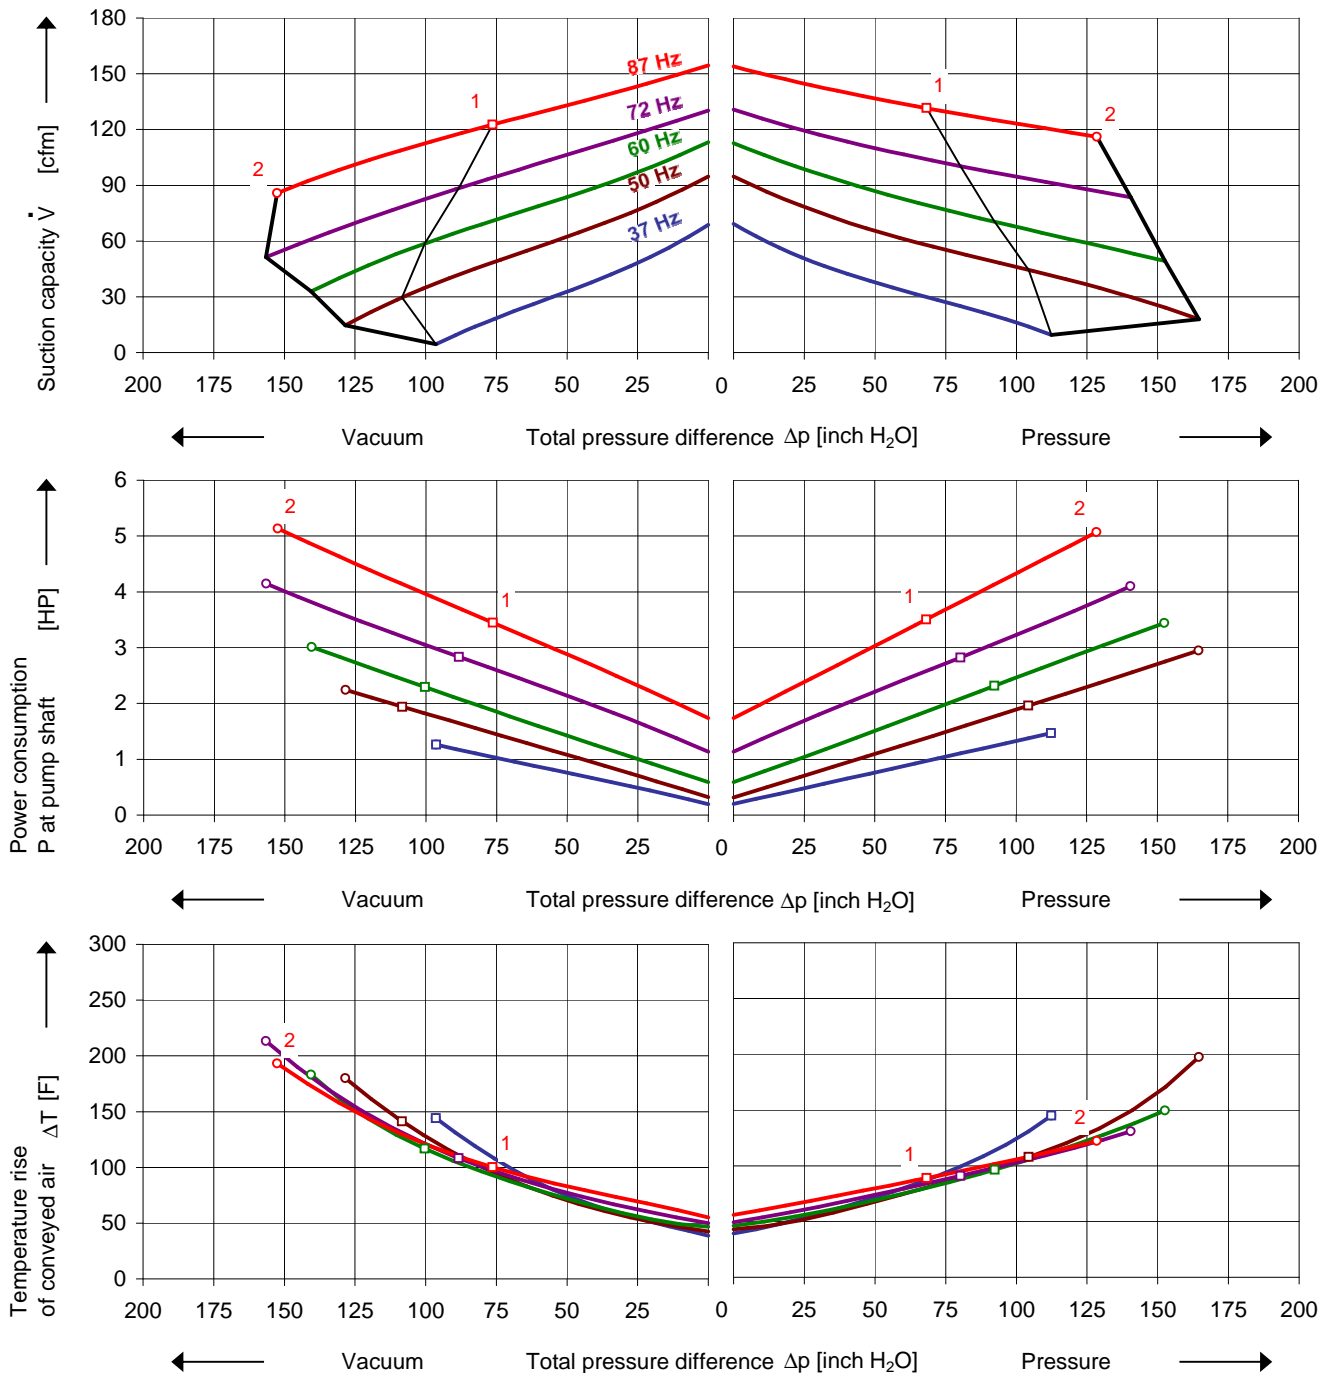 Suction capacity V̇ [cfm]
180
150
120
90
60
30
0
87 Hz
72 Hz
60 Hz
50 Hz
37 Hz
1
2
1
2
200 175 150 125 100 75 50 25 0 25 50 75 100 125 150 175 200
Vacuum Total pressure difference Δp [inch H₂O] Pressure
Power consumption
P at pump shaft [HP]
6
5
4
3
2
1
0
2
1
1
2
200 175 150 125 100 75 50 25 0 25 50 75 100 125 150 175 200
Vacuum Total pressure difference Δp [inch H₂O] Pressure
Temperature rise
of conveyed air ΔT [F]
300
250
200
150
100
50
0
2
1
1
2
200 175 150 125 100 75 50 25 0 25 50 75 100 125 150 175 200
Vacuum Total pressure difference Δp [inch H₂O] Pressure